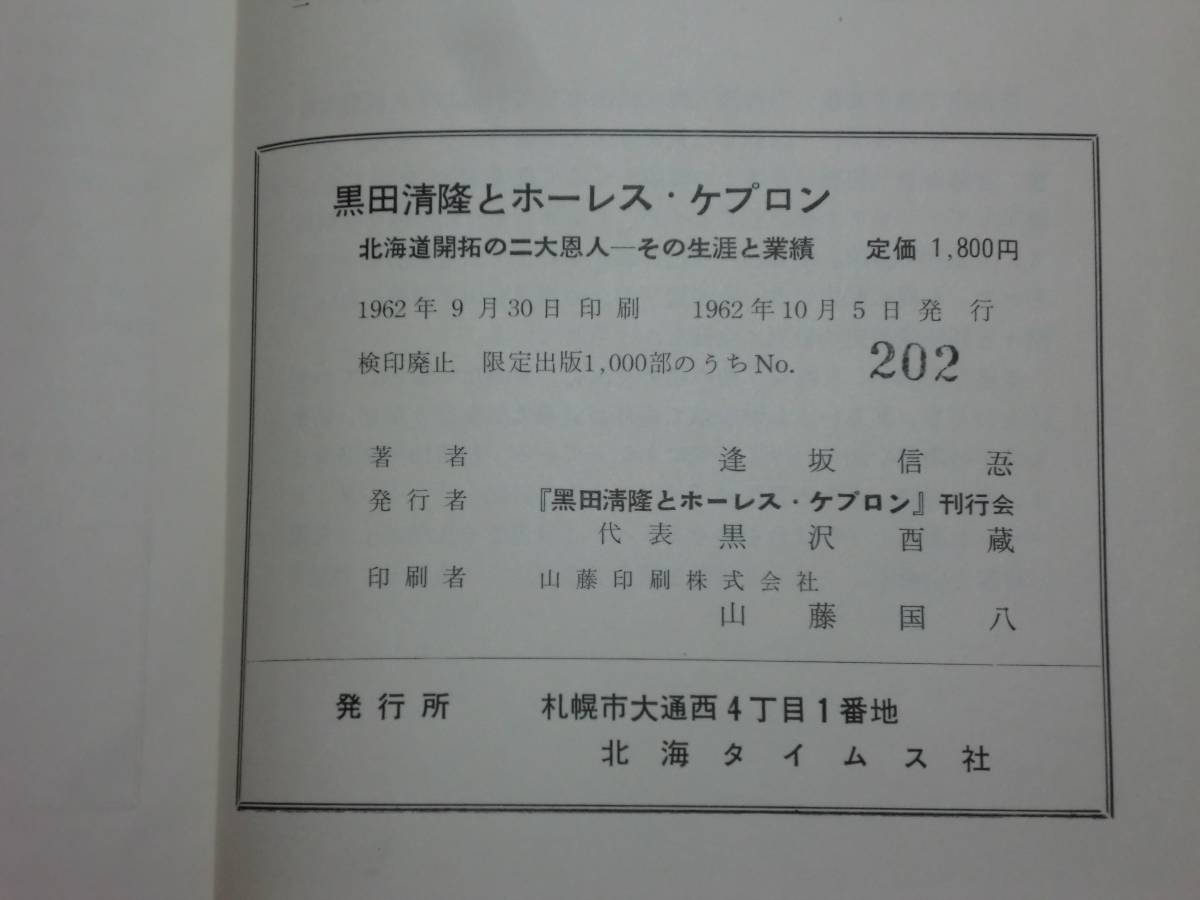 黒田清隆とホーレス・ケプロン
北海道開拓の二大恩人―その生涯と業績 定価 1,800円
1962年 9 月30日 印刷 1962年10月 5 日 発 行
検印廃止 限定出版1,000部のうちNo. 202
著 者 逢 坂 信 忢
発 行 者 『黒田清隆とホーレス・ケプロン』刊行会
代 表 黒 沢 酉 蔵
印 刷 者 山 藤 印 刷 株 式 会 社
山 藤 国 八
発 行 所 札幌市大通西4丁目1番地
北 海 タ イ ム ス 社